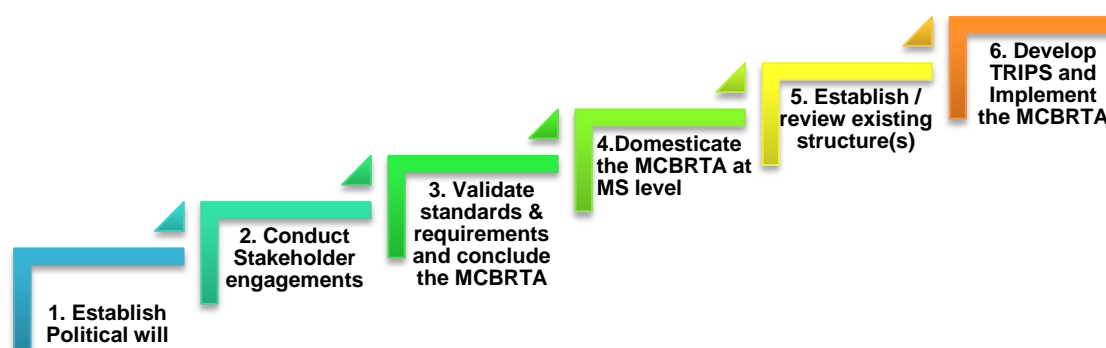 1. Establish
Political will
2. Conduct
Stakeholder
engagements
3. Validate
standards &
requirements
and conclude
the MCBRTA
4.Domesticate
the MCBRTA at
MS level
5. Establish /
review existing
structure(s)
6. Develop
TRIPS and
Implement
the MCBRTA